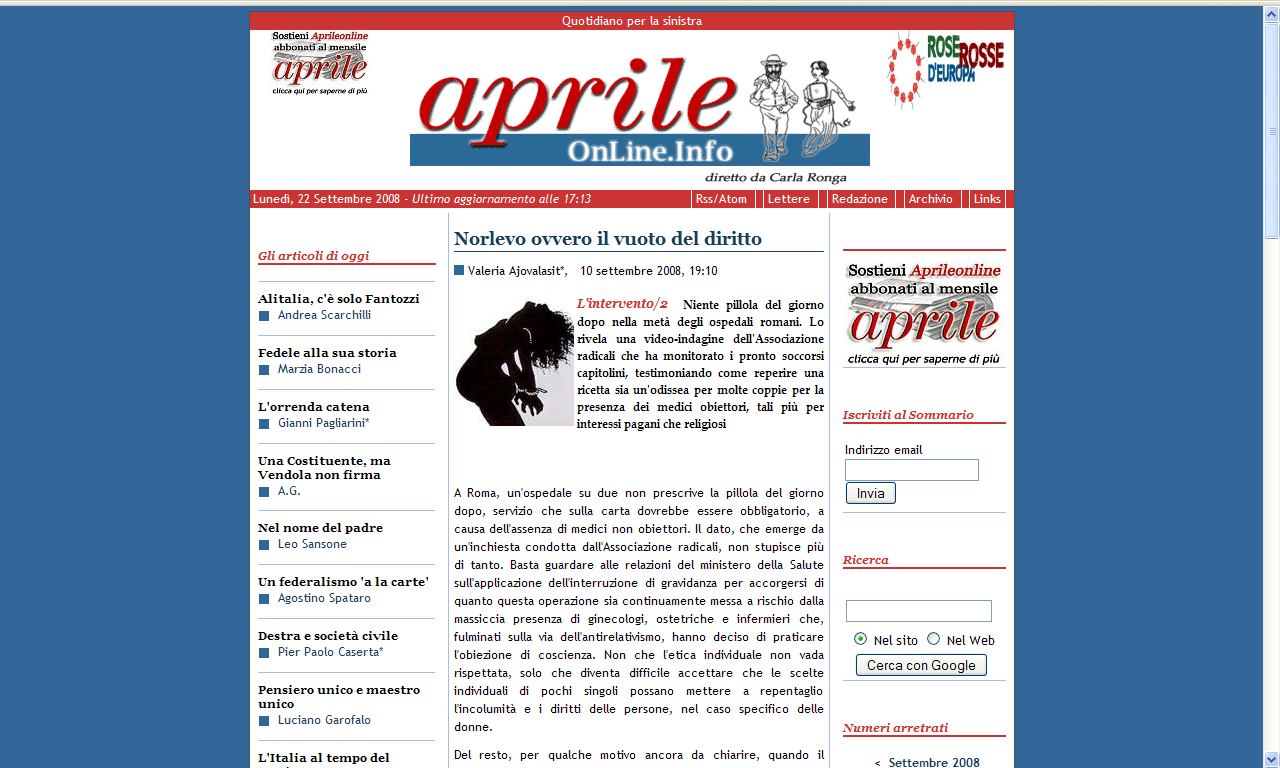 Quotidiano per la sinistra
Sostieni Aprileonline
abbonati al mensile
aprile
clicca qui per saperne di più
aprile
OnLine.Info
diretto da Carla Ronga
ROSE ROSSE
D'EUROPA
Lunedì, 22 Settembre 2008 - Ultimo aggiornamento alle 17:13
Rss/Atom
Lettere
Redazione
Archivio
Links
Gli articoli di oggi
Alitalia, c'è solo Fantozzi
Andrea Scarchilli
Fedele alla sua storia
Marzia Bonacci
L'orrenda catena
Gianni Pagliarini*
Una Costituente, ma
Vendola non firma
A.G.
Nel nome del padre
Leo Sansone
Un federalismo 'a la carte'
Agostino Spataro
Destra e società civile
Pier Paolo Caserta*
Pensiero unico e maestro
unico
Luciano Garofalo
L'Italia al tempo del
Norlevo ovvero il vuoto del diritto
Valeria Ajovalasit*, 10 settembre 2008, 19:10
L'intervento/2 Niente pillola del giorno
dopo nella metà degli ospedali romani. Lo
rivela una video-indagine dell'Associazione
radicali che ha monitorato i pronto soccorsi
capitolini, testimoniando come reperire una
ricetta sia un'odissea per molte coppie per la
presenza dei medici obiettori, tali più per
interessi pagani che religiosi
A Roma, un'ospedale su due non prescrive la pillola del giorno
dopo, servizio che sulla carta dovrebbe essere obbligatorio, a
causa dell'assenza di medici non obiettori. Il dato, che emerge da
un'inchiesta condotta dall'Associazione radicali, non stupisce più
di tanto. Basta guardare alle relazioni del ministero della Salute
sull'applicazione dell'interruzione di gravidanza per accorgersi di
quanto questa operazione sia continuamente messa a rischio dalla
massiccia presenza di ginecologi, ostetriche e infermieri che,
fulminati sulla via dell'antirelativismo, hanno deciso di praticare
l'obiezione di coscienza. Non che l'etica individuale non vada
rispettata, solo che diventa difficile accettare che le scelte
individuali di pochi singoli possano mettere a repentaglio
l'incolumità e i diritti delle persone, nel caso specifico delle
donne.
Del resto, per qualche motivo ancora da chiarire, quando il
Sostieni Aprileonline
abbonati al mensile
aprile
clicca qui per saperne di più
Iscriviti al Sommario
Indirizzo email
Invia
Ricerca
Nel sito Nel Web
Cerca con Google
Numeri arretrati
< Settembre 2008